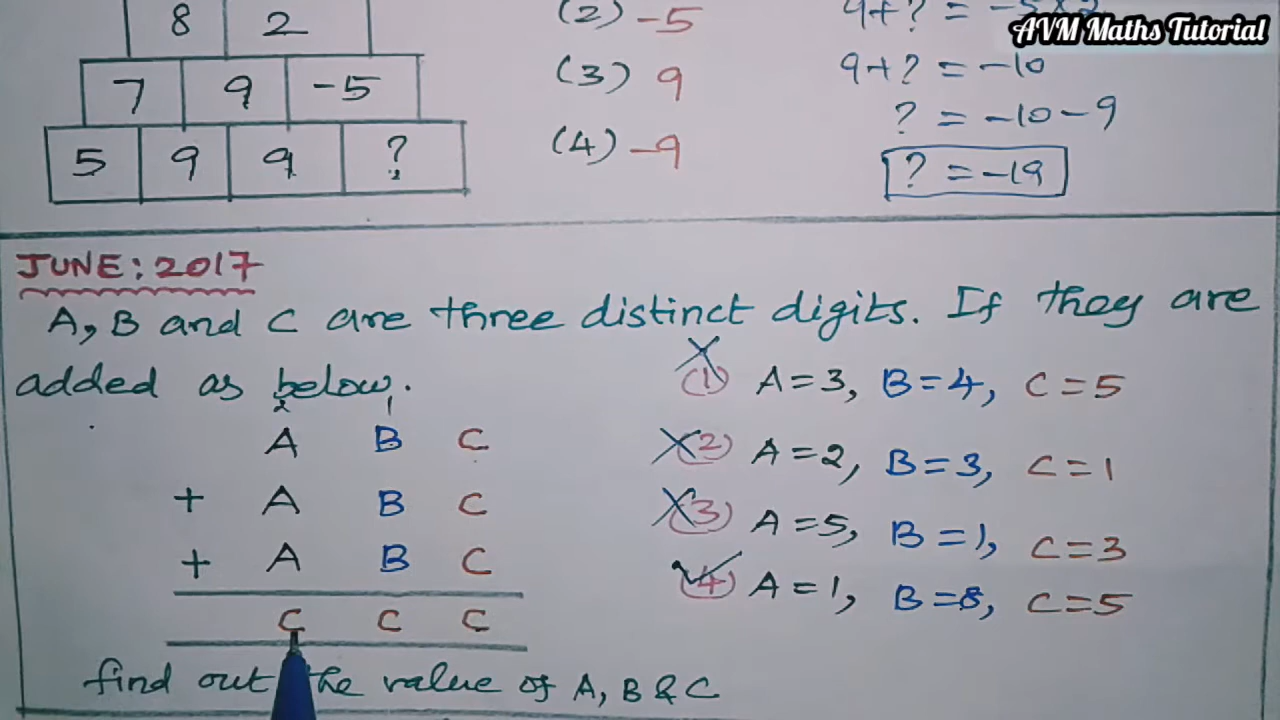 8 2
7 9 -5
5 9 9 ?
(2) -5
(3) 9
(4) -9
9+? = -5×2
AVM Maths Tutorial
9+? = -10
? = -10-9
? = -19
JUNE: 2017
A, B and C are three distinct digits. If they are
added as below.
2 1
A B C
+ A B C
+ A B C
C C C
find out the value of A, B & C
(1) A=3, B=4, C=5
(2) A=2, B=3, C=1
(3) A=5, B=1, C=3
(4) A=1, B=8, C=5